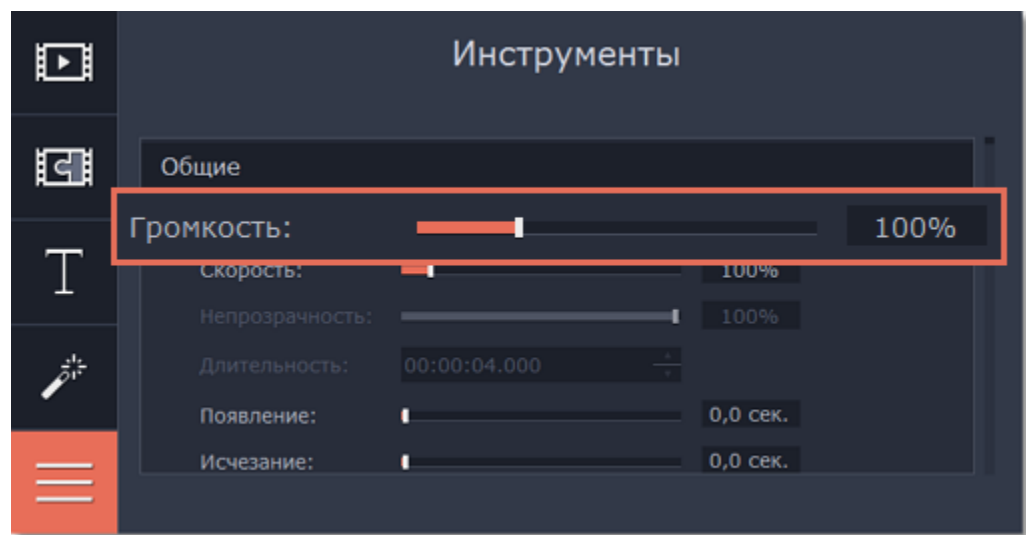 Инструменты
Общие
Громкость: 100%
Скорость: 100%
Непрозрачность: 100%
Длительность: 00:00:04.000
Появление: 0,0 сек.
Исчезание: 0,0 сек.